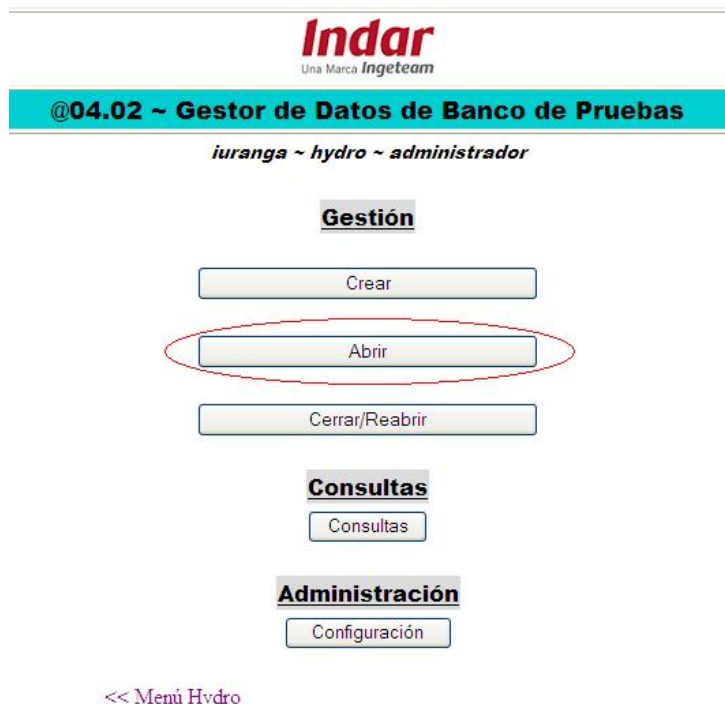 Indar
Una Marca Ingeteam
@04.02 ~ Gestor de Datos de Banco de Pruebas
iuranga ~ hydro ~ administrador
Gestión
Crear
Abrir
Cerrar/Reabrir
Consultas
Consultas
Administración
Configuración
<< Menú Hydro